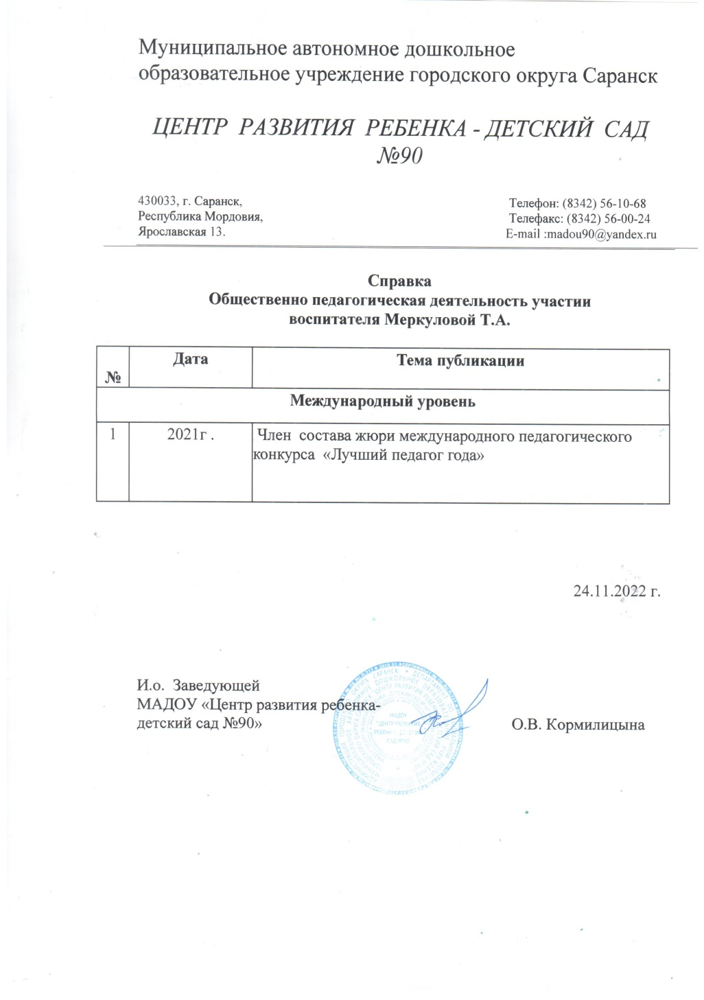 Муниципальное автономное дошкольное
образовательное учреждение городского округа Саранск
ЦЕНТР РАЗВИТИЯ РЕБЕНКА - ДЕТСКИЙ САД
№90
430033, г. Саранск,
Республика Мордовия,
Ярославская 13.
Телефон: (8342) 56-10-68
Телефакс: (8342) 56-00-24
E-mail :madou90@yandex.ru
Справка
Общественно педагогическая деятельность участии
воспитателя Меркуловой Т.А.
№ Дата Тема публикации
Международный уровень
1 2021г . Член состава жюри международного педагогического
конкурса «Лучший педагог года»
24.11.2022 г.
И.о. Заведующей
МАДОУ «Центр развития ребенка-
детский сад №90»
О.В. Кормилицына
МАДОУ
"ЦЕНТР РАЗВИТИЯ